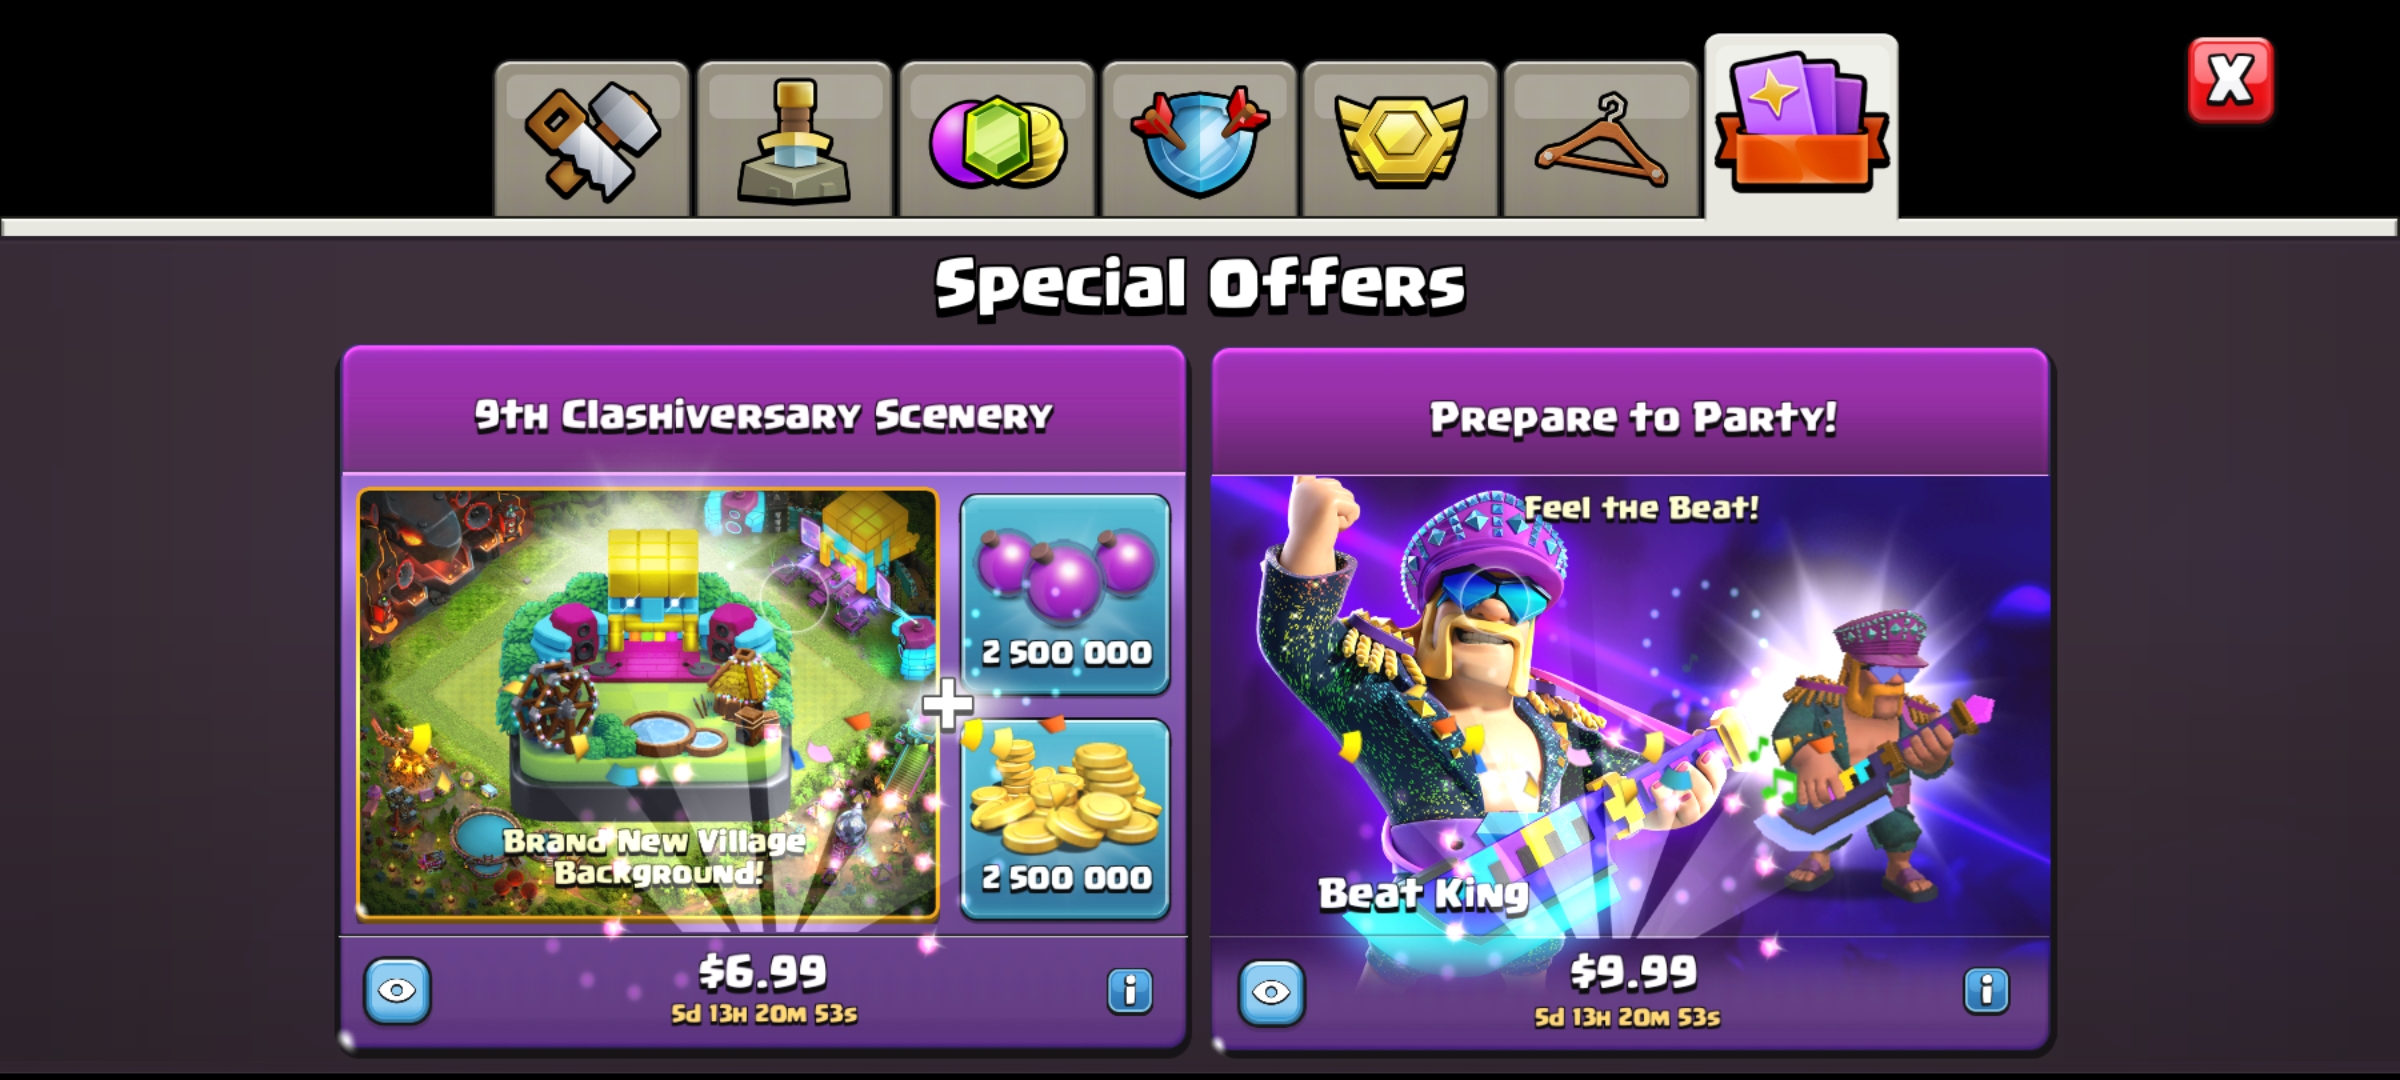 X
Special Offers
9th Clashiversary Scenery
Brand New Village
Background!
2 500 000
2 500 000
$6.99
5d 13h 20m 53s
i
Prepare to Party!
Feel the Beat!
Beat King
$9.99
5d 13h 20m 53s
i